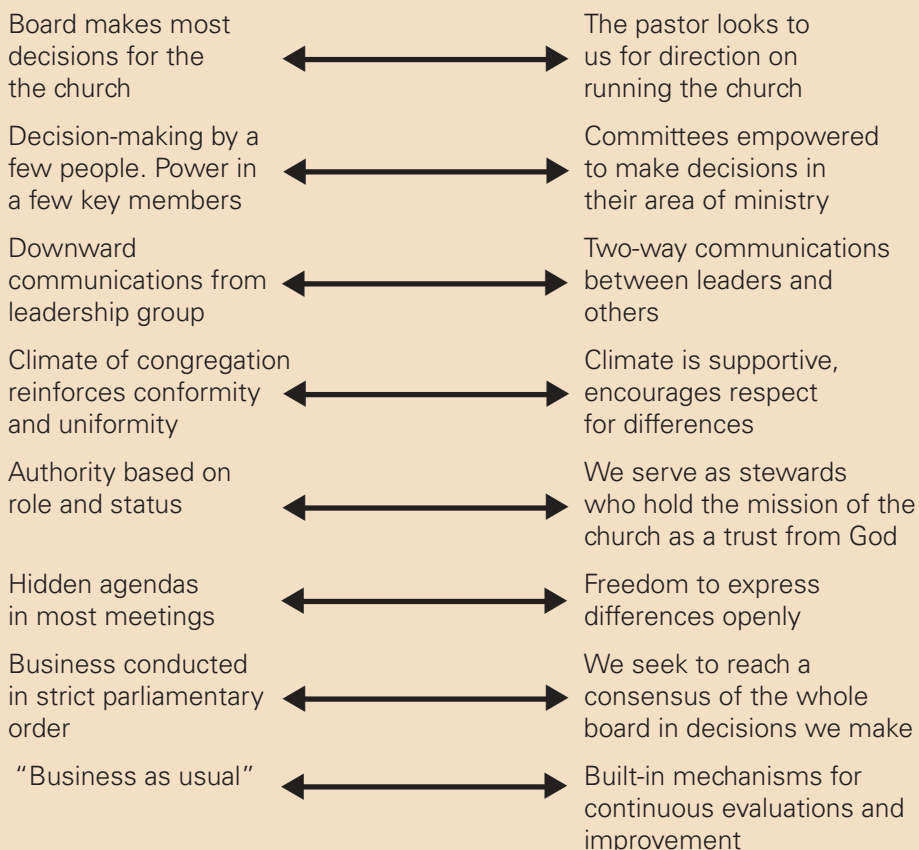 Board makes most
decisions for the
the church
The pastor looks to
us for direction on
running the church
Decision-making by a
few people. Power in
a few key members
Committees empowered
to make decisions in
their area of ministry
Downward
communications from
leadership group
Two-way communications
between leaders and
others
Climate of congregation
reinforces conformity
and uniformity
Climate is supportive,
encourages respect
for differences
Authority based on
role and status
We serve as stewards
who hold the mission of the
church as a trust from God
Hidden agendas
in most meetings
Freedom to express
differences openly
Business conducted
in strict parliamentary
order
We seek to reach a
consensus of the whole
board in decisions we make
“Business as usual”
Built-in mechanisms for
continuous evaluations and
improvement